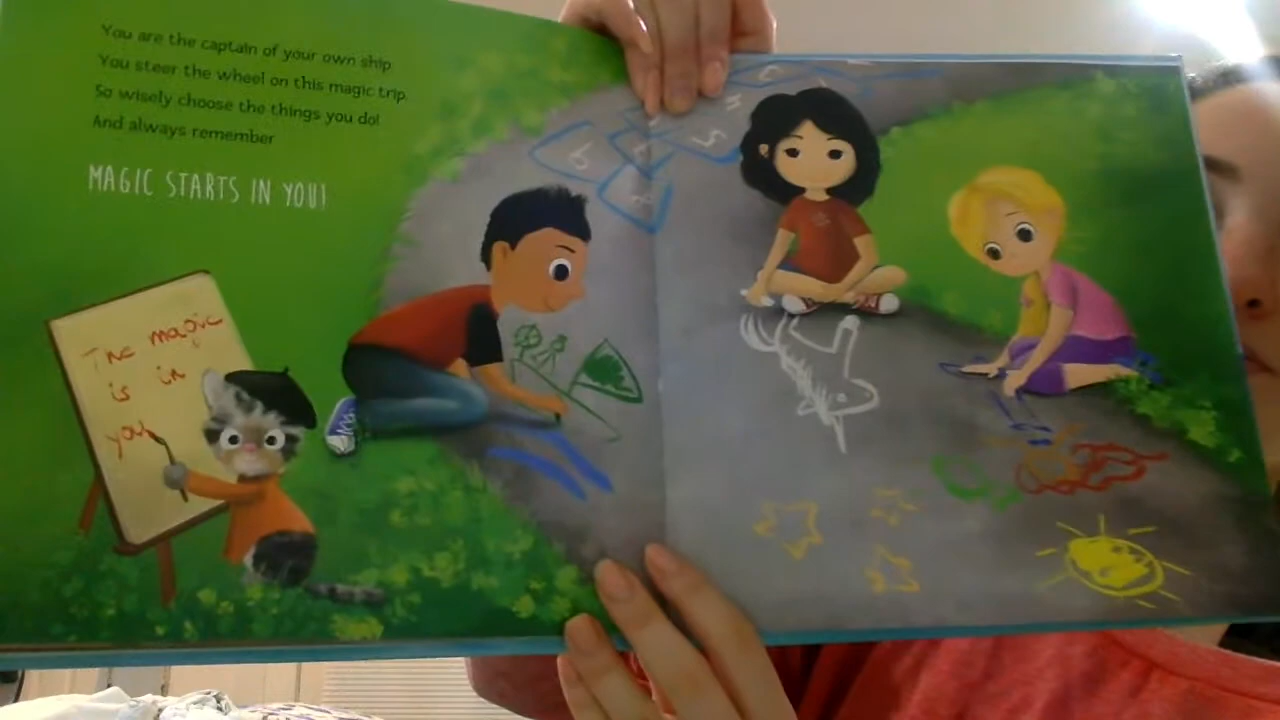 You are the captain of your own ship
You steer the wheel on this magic trip.
So wisely choose the things you do!
And always remember
MAGIC STARTS IN YOU!
The magic
is in
you